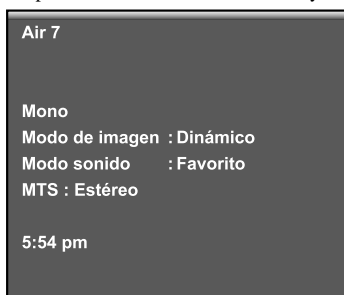 Air 7
Mono
Modo de imagen : Dinámico
Modo sonido : Favorito
MTS : Estéreo
5:54 pm